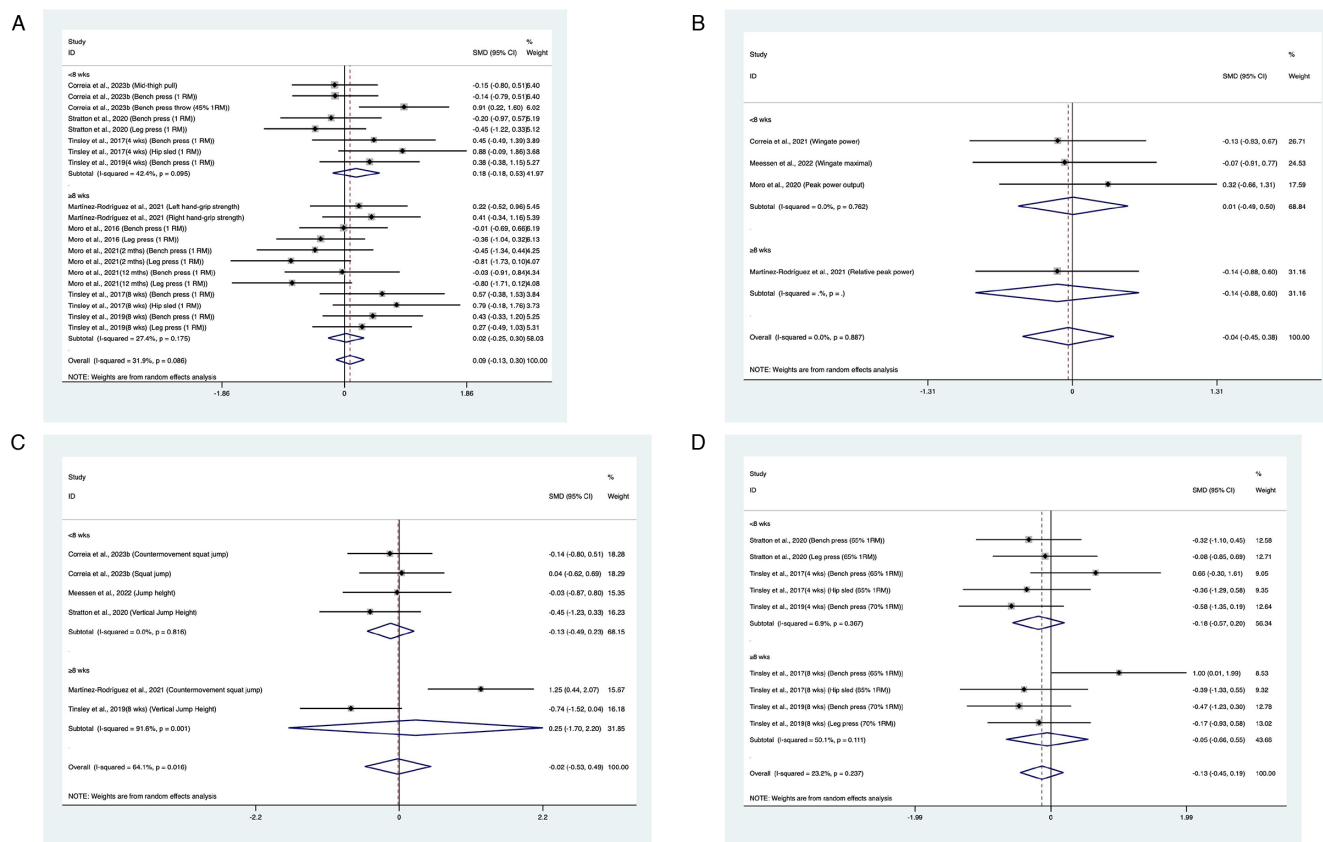 A
Study
%
ID SMD (95% CI) Weight
<8 wks
Correia et al., 2023b (Mid-thigh pull) -0.15 (-0.80, 0.51) 6.40
Correia et al., 2023b (Bench press (1 RM)) -0.14 (-0.79, 0.51) 6.40
Correia et al., 2023b (Bench throw (45% 1RM)) 0.91 (0.22, 1.60) 6.02
Stratton et al., 2020 (Bench press (1 RM)) -0.20 (-0.97, 0.57) 5.19
Stratton et al., 2020 (Leg press (1 RM)) -0.45 (-1.22, 0.33) 5.12
Tinsley et al., 2017(4 wks) (Bench press (1 RM)) 0.45 (-0.49, 1.39) 3.89
Tinsley et al., 2017(4 wks) (Hip sled (1 RM)) 0.88 (-0.09, 1.86) 3.68
Tinsley et al., 2019(4 wks) (Bench press (1 RM)) 0.38 (-0.38, 1.15) 5.27
Subtotal (I-squared = 42.4%, p = 0.095) 0.18 (-0.18, 0.53) 41.97
.
≥8 wks
Martínez-Rodríguez et al., 2021 (Left hand-grip strength) 0.22 (-0.52, 0.96) 5.45
Martínez-Rodríguez et al., 2021 (Right hand-grip strength) 0.41 (-0.34, 1.16) 5.39
Moro et al., 2016 (Bench press (1 RM)) -0.01 (-0.69, 0.66) 6.19
Moro et al., 2016 (Leg press (1 RM)) -0.36 (-1.04, 0.32) 6.13
Moro et al., 2021(2 mths) (Bench press (1 RM)) -0.45 (-1.34, 0.44) 4.25
Moro et al., 2021(2 mths) (Leg press (1 RM)) -0.81 (-1.73, 0.10) 4.07
Moro et al., 2021(12 mths) (Bench press (1 RM)) -0.03 (-0.91, 0.84) 4.34
Moro et al., 2021(12 mths) (Leg press (1 RM)) -0.80 (-1.71, 0.12) 4.08
Tinsley et al., 2017(8 wks) (Bench press (1 RM)) 0.57 (-0.38, 1.53) 3.84
Tinsley et al., 2017(8 wks) (Hip sled (1 RM)) 0.79 (-0.18, 1.76) 3.73
Tinsley et al., 2019(8 wks) (Bench press (1 RM)) 0.43 (-0.33, 1.20) 5.25
Tinsley et al., 2019(8 wks) (Leg press (1 RM)) 0.27 (-0.49, 1.03) 5.31
Subtotal (I-squared = 27.4%, p = 0.175) 0.02 (-0.25, 0.30) 58.03
.
Overall (I-squared = 31.9%, p = 0.086) 0.09 (-0.13, 0.30) 100.00
NOTE: Weights are from random effects analysis
-1.86 0 1.86
B
Study
%
ID SMD (95% CI) Weight
<8 wks
Correia et al., 2021 (Wingate power) -0.13 (-0.93, 0.67) 26.71
Meessen et al., 2022 (Wingate maximal) -0.07 (-0.91, 0.77) 24.53
Moro et al., 2020 (Peak power output) 0.32 (-0.66, 1.31) 17.59
Subtotal (I-squared = 0.0%, p = 0.762) 0.01 (-0.49, 0.50) 68.84
.
≥8 wks
Martínez-Rodríguez et al., 2021 (Relative peak power) -0.14 (-0.88, 0.60) 31.16
Subtotal (I-squared = .%, p = .) -0.14 (-0.88, 0.60) 31.16
.
Overall (I-squared = 0.0%, p = 0.887) -0.04 (-0.45, 0.38) 100.00
NOTE: Weights are from random effects analysis
-1.31 0 1.31
C
Study
%
ID SMD (95% CI) Weight
<8 wks
Correia et al., 2023b (Countermovement squat jump) -0.14 (-0.80, 0.51) 18.28
Correia et al., 2023b (Squat jump) 0.04 (-0.62, 0.69) 18.29
Meessen et al., 2022 (Jump height) -0.03 (-0.87, 0.80) 15.35
Stratton et al., 2020 (Vertical Jump Height) -0.45 (-1.23, 0.33) 16.23
Subtotal (I-squared = 0.0%, p = 0.816) -0.13 (-0.49, 0.23) 68.15
.
≥8 wks
Martínez-Rodríguez et al., 2021 (Countermovement squat jump) 1.25 (0.44, 2.07) 15.67
Tinsley et al., 2019(8 wks) (Vertical Jump Height) -0.74 (-1.52, 0.04) 16.18
Subtotal (I-squared = 91.6%, p = 0.001) 0.25 (-1.70, 2.20) 31.85
.
Overall (I-squared = 64.1%, p = 0.016) -0.02 (-0.53, 0.49) 100.00
NOTE: Weights are from random effects analysis
-2.2 0 2.2
D
Study
%
ID SMD (95% CI) Weight
<8 wks
Stratton et al., 2020 (Bench press (65% 1RM)) -0.32 (-1.10, 0.45) 12.58
Stratton et al., 2020 (Leg press (65% 1RM)) -0.08 (-0.85, 0.69) 12.71
Tinsley et al., 2017(4 wks) (Bench press (65% 1RM)) 0.66 (-0.30, 1.61) 9.05
Tinsley et al., 2017(4 wks) (Hip sled (65% 1RM)) -0.36 (-1.29, 0.58) 9.35
Tinsley et al., 2019(4 wks) (Bench press (70% 1RM)) -0.58 (-1.35, 0.19) 12.64
Subtotal (I-squared = 6.9%, p = 0.367) -0.18 (-0.57, 0.20) 56.34
.
≥8 wks
Tinsley et al., 2017(8 wks) (Bench press (65% 1RM)) 1.00 (0.01, 1.99) 8.53
Tinsley et al., 2017(8 wks) (Hip sled (65% 1RM)) -0.39 (-1.33, 0.55) 9.32
Tinsley et al., 2019(8 wks) (Bench press (70% 1RM)) -0.47 (-1.23, 0.30) 12.78
Tinsley et al., 2019(8 wks) (Leg press (70% 1RM)) -0.17 (-0.93, 0.58) 13.02
Subtotal (I-squared = 50.1%, p = 0.111) -0.05 (-0.66, 0.55) 43.66
.
Overall (I-squared = 23.2%, p = 0.237) -0.13 (-0.45, 0.19) 100.00
NOTE: Weights are from random effects analysis
-1.99 0 1.99